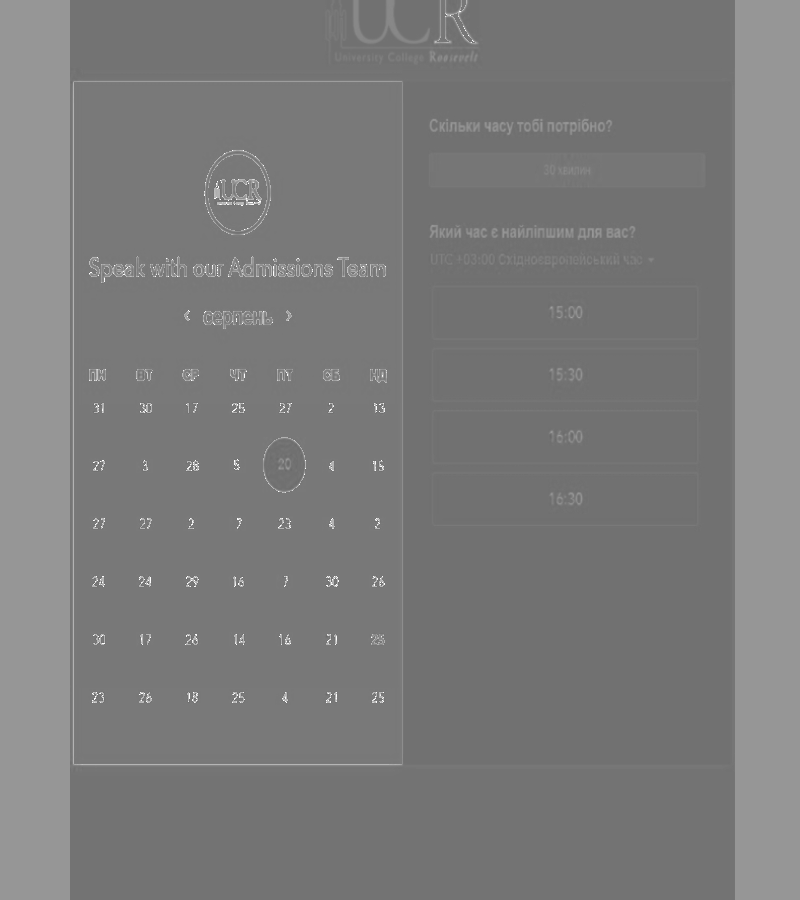 UCR
University College Roosevelt
UCR
Speak with our Admissions Team
серпень
ПН ВТ СР ЧТ ПТ СБ НД
31 30 17 25 27 2 13
27 3 28 5 20 4 15
27 27 2 7 23 4 2
24 24 29 16 7 30 26
30 17 26 14 16 21 25
23 26 18 25 4 21 25
Скільки часу тобі потрібно?
30 хвилин
Який час є найліпшим для вас?
UTC +03:00 Східноєвропейський час
15:00
15:30
16:00
16:30